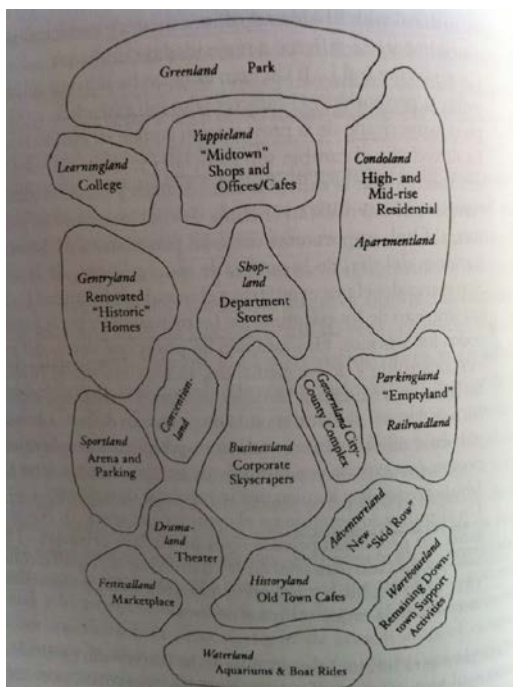 Greenland Park
Yuppieland
"Midtown"
Shops and
Offices/Cafes
Learningland
College
Condoland
High- and
Mid-rise
Residential
Apartmentland
Gentryland
Renovated
"Historic"
Homes
Shop-
land
Department
Stores
Convention-
land
Governland City-
County Complex
Parkingland
"Emptyland"
Railroadland
Sportland
Arena and
Parking
Businessland
Corporate
Skyscrapers
Drama-
land
Theater
Adventureland
New
"Skid Row"
Festivalland
Marketplace
Historyland
Old Town Cafes
Warehouseland
Remaining Down-
town Support
Activities
Waterland
Aquariums & Boat Rides